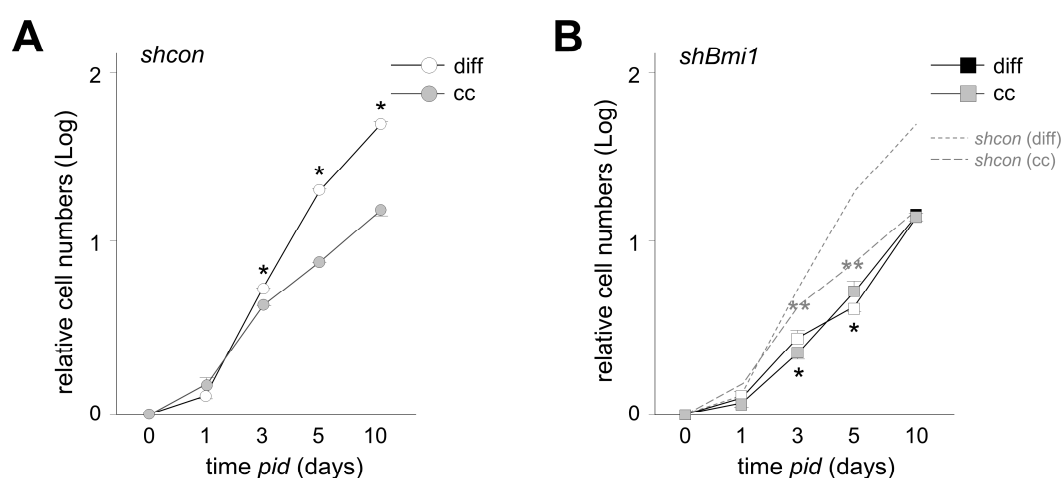 A
shcon
diff
cc
relative cell numbers (Log)
2
1
0
*
*
*
0 1 3 5 10
time pid (days)
B
shBmi1
diff
cc
shcon (diff)
shcon (cc)
relative cell numbers (Log)
2
1
0
**
**
*
*
0 1 3 5 10
time pid (days)